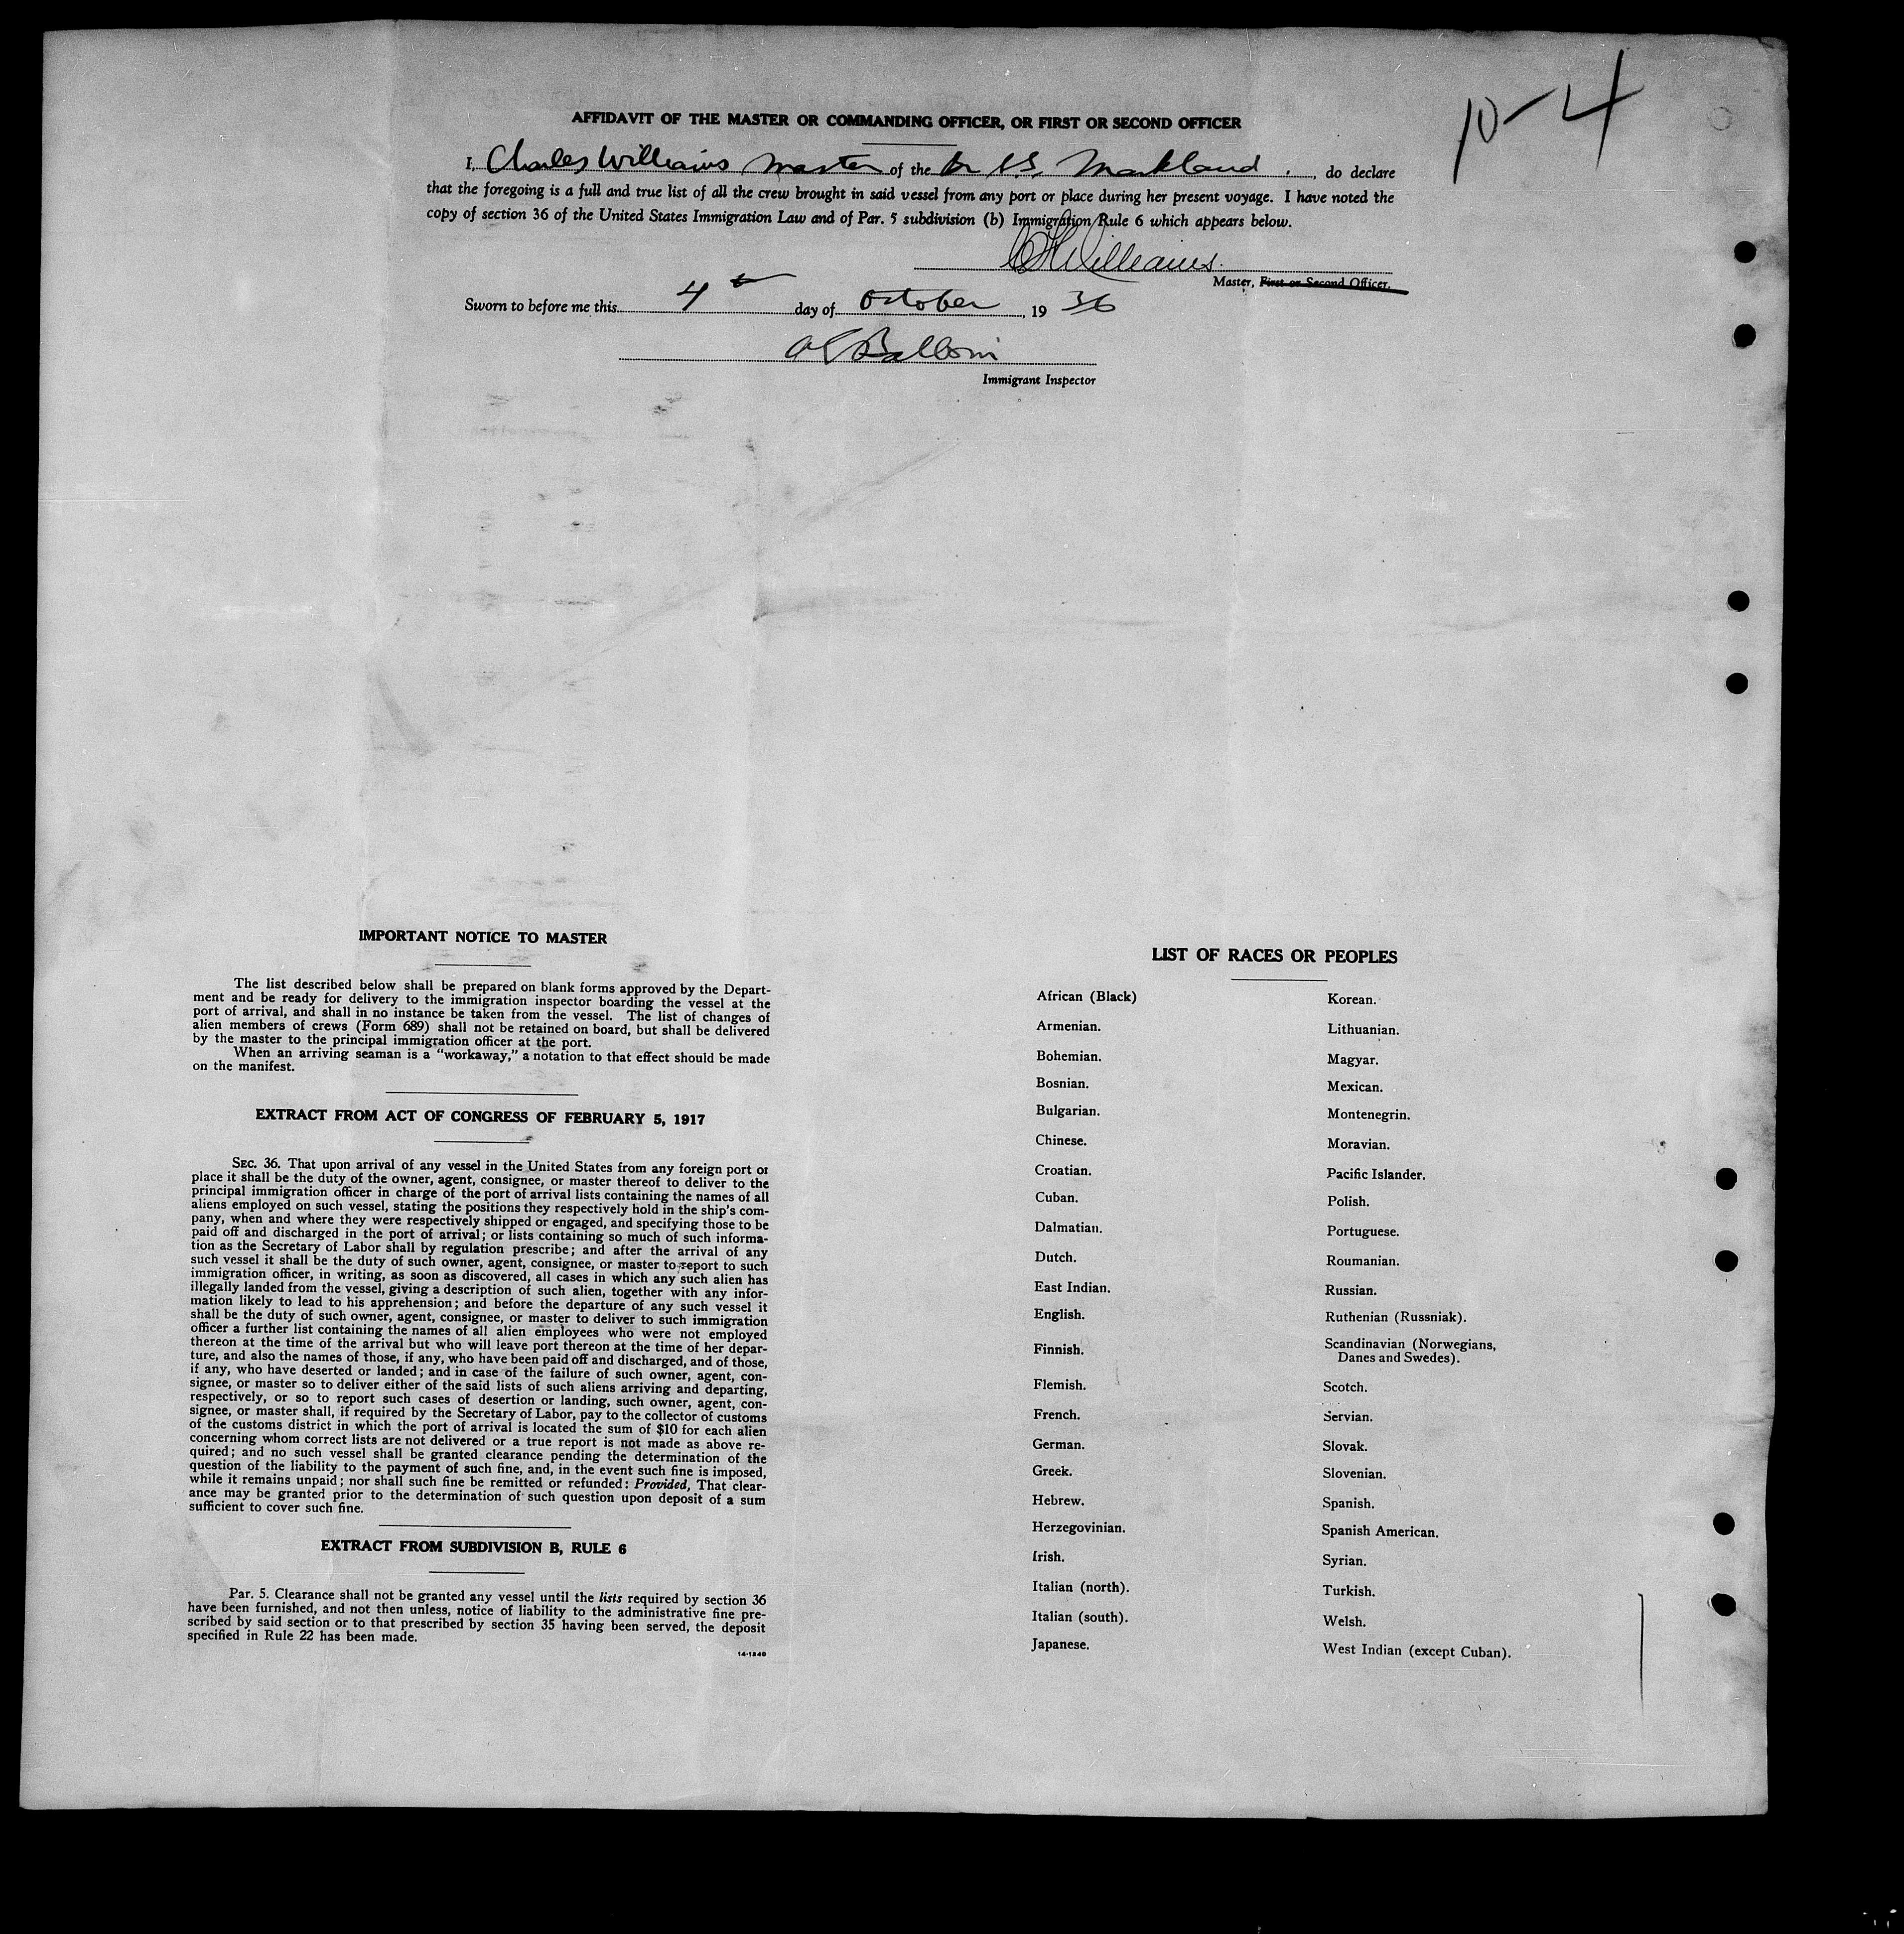 10-4
AFFIDAVIT OF THE MASTER OR COMMANDING OFFICER, OR FIRST OR SECOND OFFICER
I, Charles Williams Master of the Br S.S. Markland, do declare
that the foregoing is a full and true list of all the crew brought in said vessel from any port or place during her present voyage. I have noted the
copy of section 36 of the United States Immigration Law and of Par. 5 subdivision (b) Immigration Rule 6 which appears below.
Williams.
Master, First or Second Officer.
Sworn to before me this 4th day of October, 19 36
Immigrant Inspector
IMPORTANT NOTICE TO MASTER
The list described below shall be prepared on blank forms approved by the Depart-
ment and be ready for delivery to the immigration inspector boarding the vessel at the
port of arrival, and shall in no instance be taken from the vessel. The list of changes of
alien members of crews (Form 689) shall not be retained on board, but shall be delivered
by the master to the principal immigration officer at the port.
When an arriving seaman is a "workaway," a notation to that effect should be made
on the manifest.
EXTRACT FROM ACT OF CONGRESS OF FEBRUARY 5, 1917
SEC. 36. That upon arrival of any vessel in the United States from any foreign port or
place it shall be the duty of the owner, agent, consignee, or master thereof to deliver to the
principal immigration officer in charge of the port of arrival lists containing the names of all
aliens employed on such vessel, stating the positions they respectively hold in the ship's com-
pany, when and where they were respectively shipped or engaged, and specifying those to be
paid off and discharged in the port of arrival; or lists containing so much of such informa-
tion as the Secretary of Labor shall by regulation prescribe; and after the arrival of any
such vessel it shall be the duty of such owner, agent, consignee, or master to report to such
immigration officer, in writing, as soon as discovered, all cases in which any such alien has
illegally landed from the vessel, giving a description of such alien, together with any infor-
mation likely to lead to his apprehension; and before the departure of any such vessel it
shall be the duty of such owner, agent, consignee, or master to deliver to such immigration
officer a further list containing the names of all alien employees who were not employed
thereon at the time of the arrival but who will leave port thereon at the time of her depar-
ture, and also the names of those, if any, who have been paid off and discharged, and of those,
if any, who have deserted or landed; and in case of the failure of such owner, agent, con-
signee, or master so to deliver either of the said lists of such aliens arriving and departing,
respectively, or so to report such cases of desertion or landing, such owner, agent, con-
signee, or master shall, if required by the Secretary of Labor, pay to the collector of customs
of the customs district in which the port of arrival is located the sum of $10 for each alien
concerning whom correct lists are not delivered or a true report is not made as above re-
quired; and no such vessel shall be granted clearance pending the determination of the
question of the liability to the payment of such fine, and, in the event such fine is imposed,
while it remains unpaid; nor shall such fine be remitted or refunded: Provided, That clear-
ance may be granted prior to the determination of such question upon deposit of a sum
sufficient to cover such fine.
EXTRACT FROM SUBDIVISION B, RULE 6
Par. 5. Clearance shall not be granted any vessel until the lists required by section 36
have been furnished, and not then unless, notice of liability to the administrative fine pre-
scribed by said section or to that prescribed by section 35 having been served, the deposit
specified in Rule 22 has been made.
14-1240
LIST OF RACES OR PEOPLES
African (Black)
Armenian.
Bohemian.
Bosnian.
Bulgarian.
Chinese.
Croatian.
Cuban.
Dalmatian.
Dutch.
East Indian.
English.
Finnish.
Flemish.
French.
German.
Greek.
Hebrew.
Herzegovinian.
Irish.
Italian (north).
Italian (south).
Japanese.
Korean.
Lithuanian.
Magyar.
Mexican.
Montenegrin.
Moravian.
Pacific Islander.
Polish.
Portuguese.
Roumanian.
Russian.
Ruthenian (Russniak).
Scandinavian (Norwegians,
Danes and Swedes).
Scotch.
Servian.
Slovak.
Slovenian.
Spanish.
Spanish American.
Syrian.
Turkish.
Welsh.
West Indian (except Cuban).